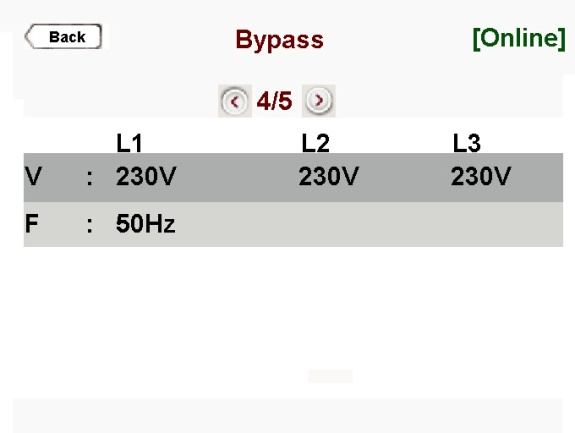 Back Bypass [Online]
4/5
L1 L2 L3
V : 230V 230V 230V
F : 50Hz